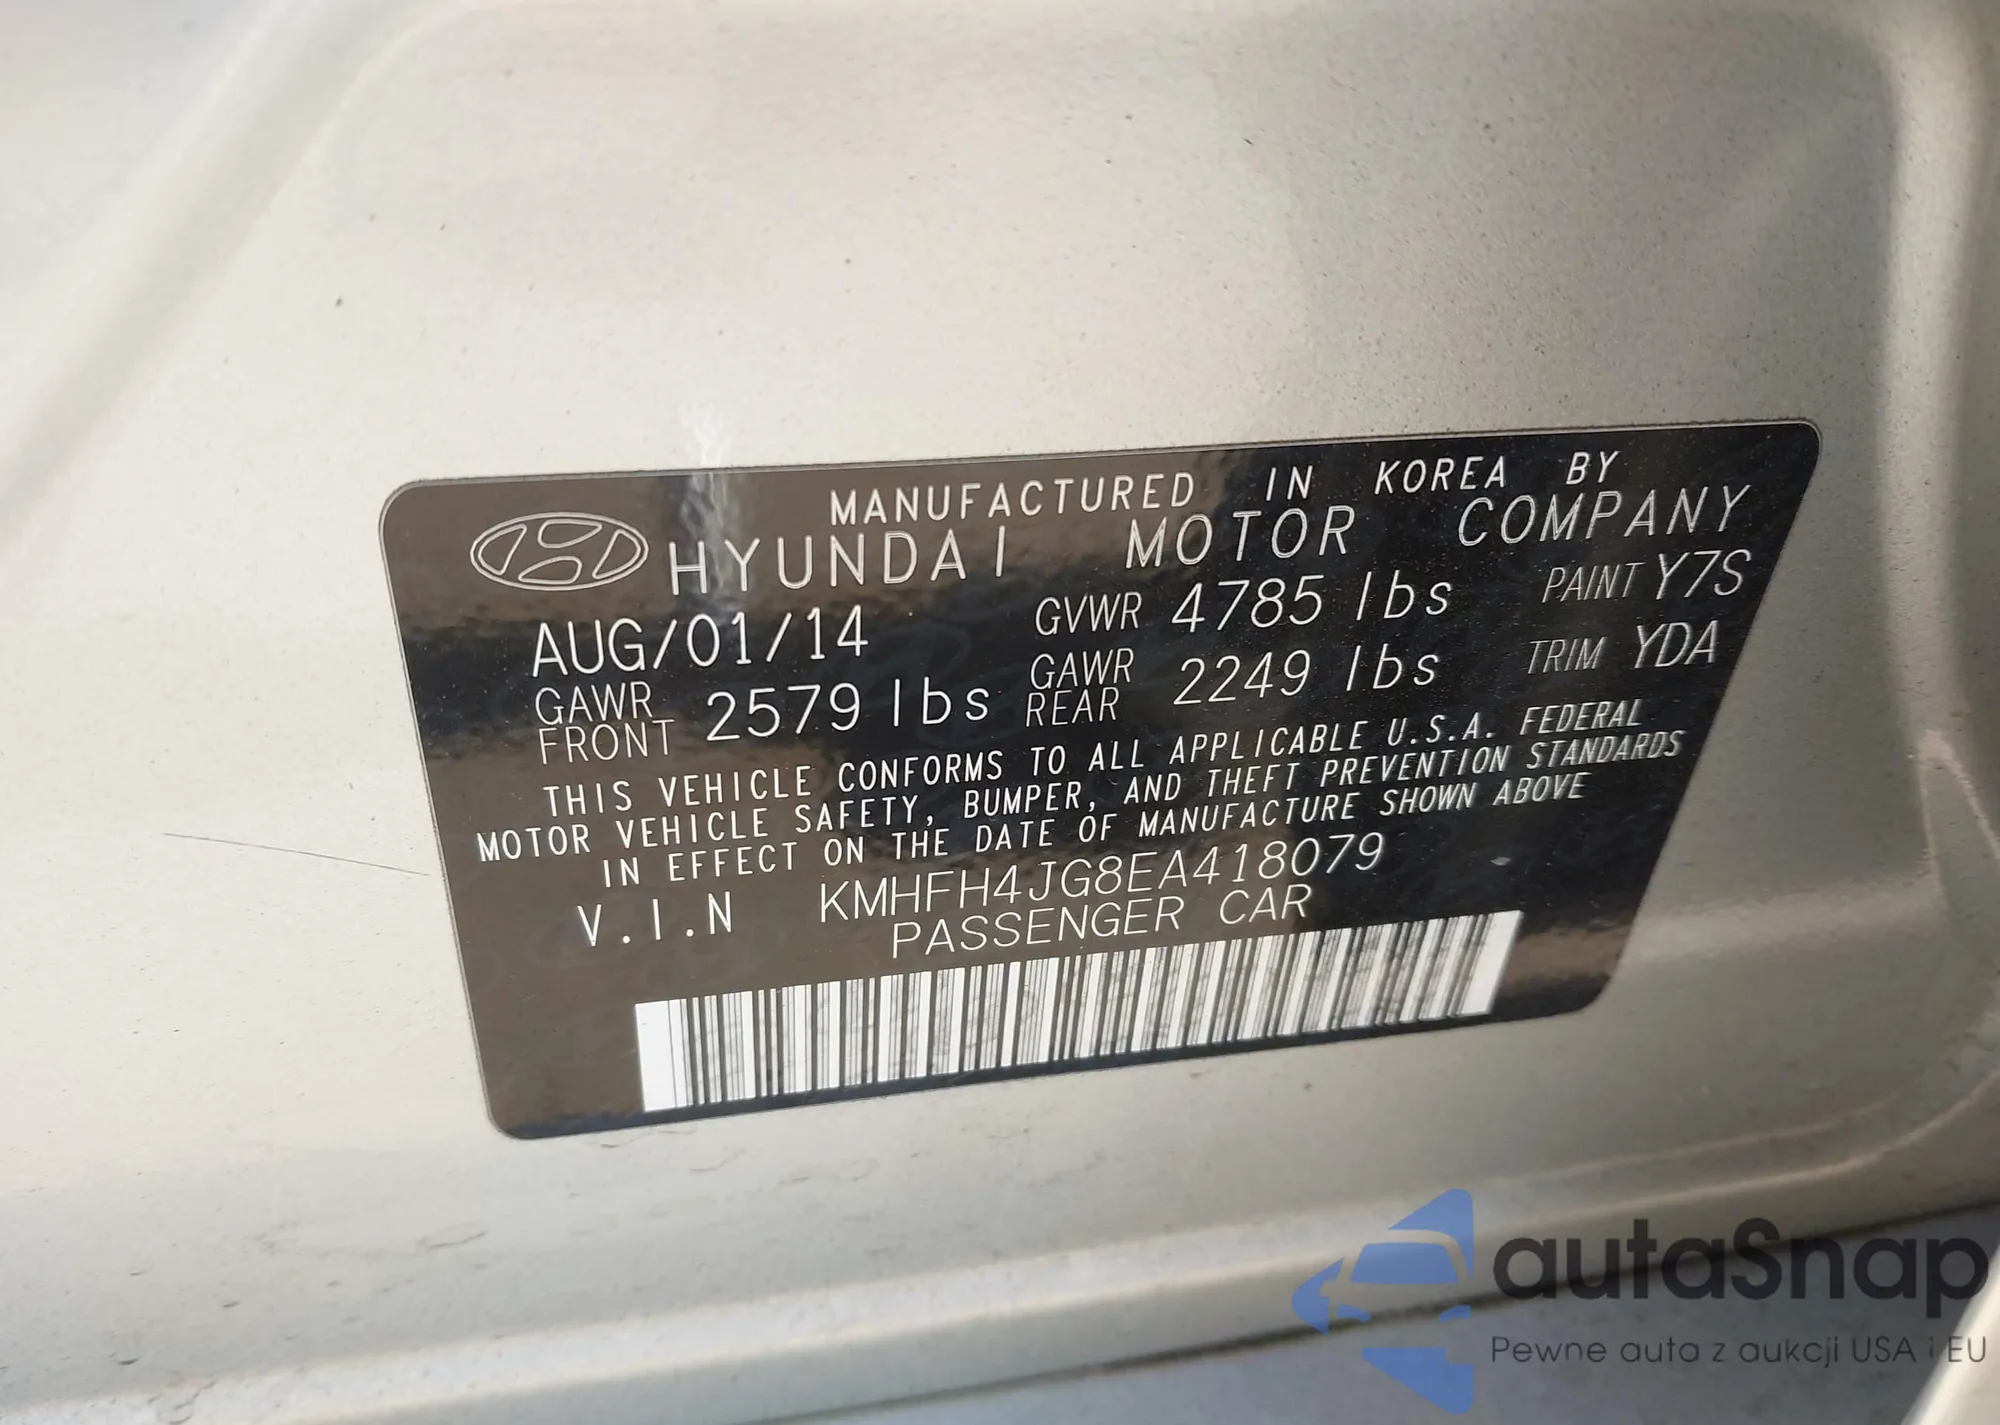 MANUFACTURED IN KOREA BY
HYUNDAI MOTOR COMPANY
AUG/01/14 GVWR 4785 lbs PAINT Y7S
GAWR FRONT 2579 lbs GAWR REAR 2249 lbs TRIM YDA
THIS VEHICLE CONFORMS TO ALL APPLICABLE U.S.A. FEDERAL
MOTOR VEHICLE SAFETY, BUMPER, AND THEFT PREVENTION STANDARDS
IN EFFECT ON THE DATE OF MANUFACTURE SHOWN ABOVE
V.I.N KMHFH4JG8EA418079
PASSENGER CAR
autaSnap
Pewne auta z aukcji USA i EU